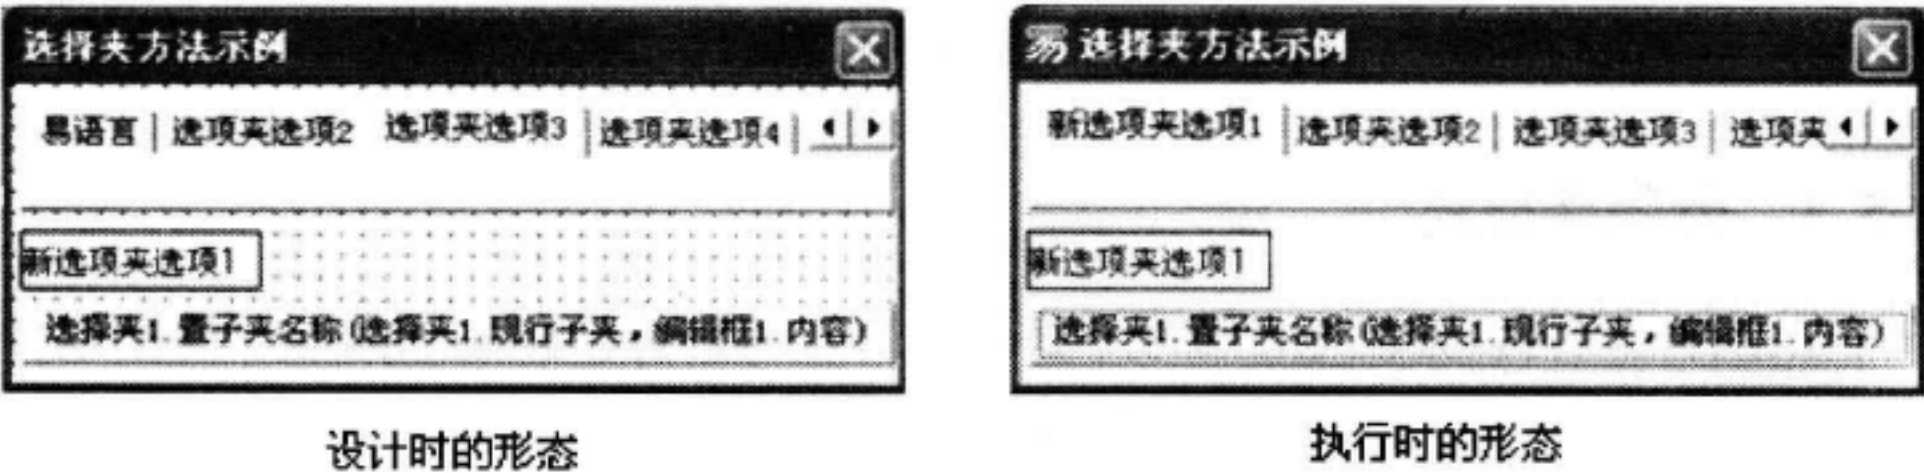 选择夹方法示例
易语言 选项夹选项2 选项夹选项3 选项夹选项4
新选项夹选项1
选择夹1.置子夹名称(选择夹1.现行子夹,编辑框1.内容)
设计时的形态
易 选择夹方法示例
新选项夹选项1 选项夹选项2 选项夹选项3 选项夹
新选项夹选项1
选择夹1.置子夹名称(选择夹1.现行子夹,编辑框1.内容)
执行时的形态